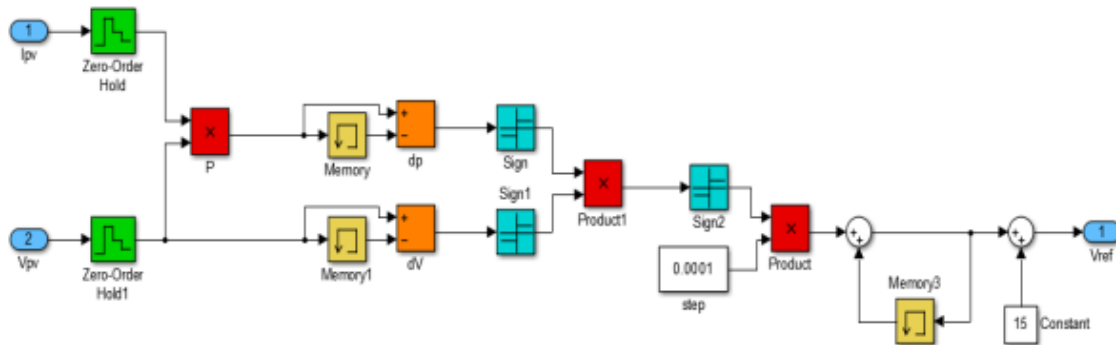 1
Ipv
Zero-Order
Hold
×
P
Memory
+
−
dp
Sign
2
Vpv
Zero-Order
Hold1
Memory1
+
−
dV
Sign1
×
Product1
Sign2
0.0001
step
×
Product
+
+
Memory3
+
+
15
Constant
1
Vref